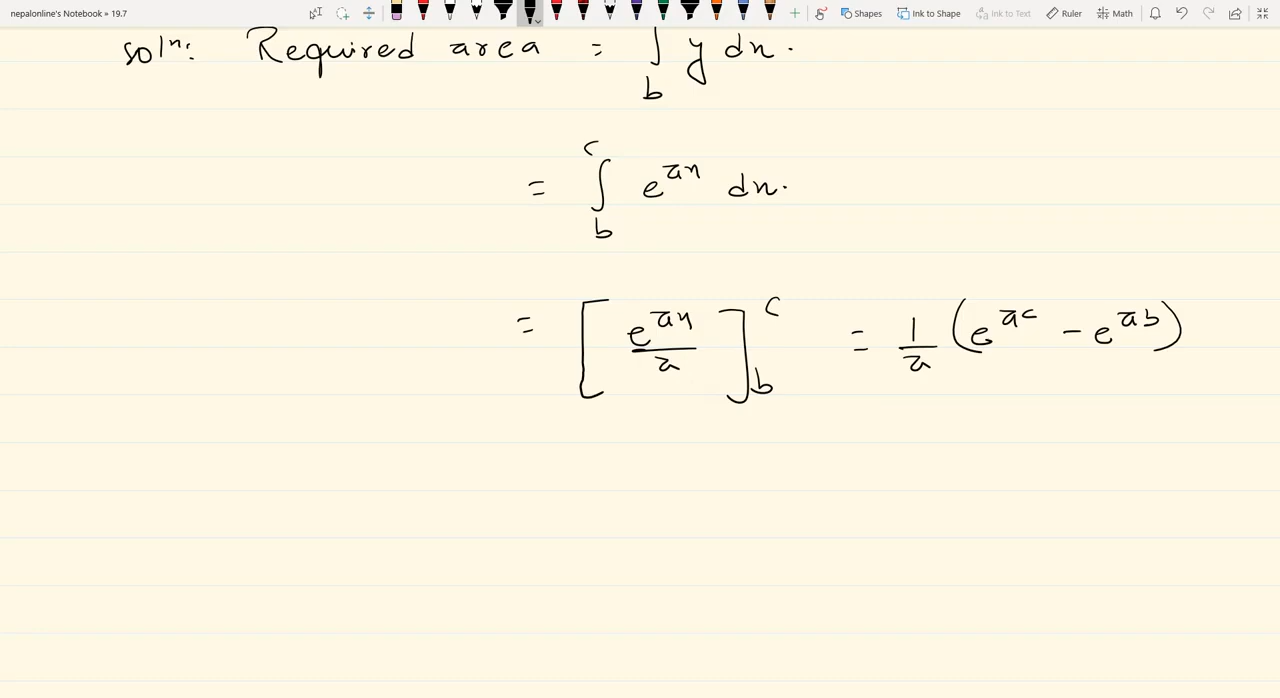 nepalonline's Notebook » 19.7 Shapes Ink to Shape Ink to Text Ruler Math
soln: Required area = ∫_b y dx.
= ∫_b^c e^{ax} dx.
= [e^{ax}/a]_b^c = 1/a (e^{ac} - e^{ab})